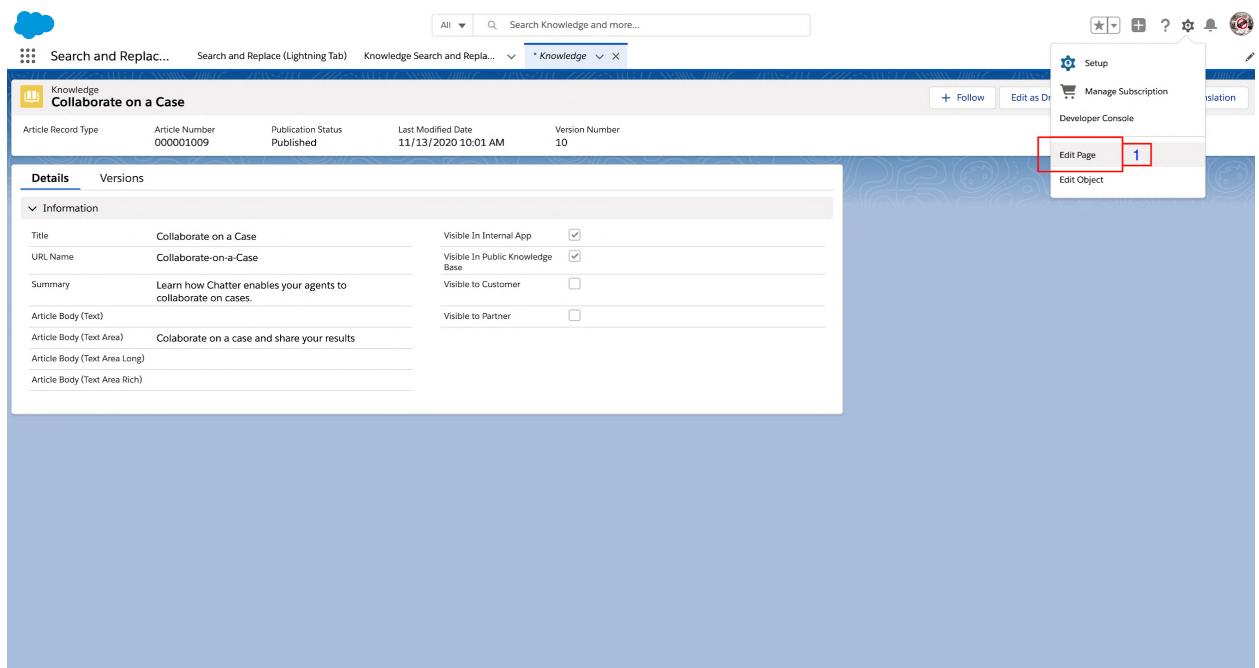 All Search Knowledge and more...
Search and Replac... Search and Replace (Lightning Tab) Knowledge Search and Repla... * Knowledge
Setup
Manage Subscription
Developer Console
Edit Page 1
Edit Object
Knowledge
Collaborate on a Case
+ Follow Edit as Dr
Article Record Type Article Number Publication Status Last Modified Date Version Number
000001009 Published 11/13/2020 10:01 AM 10
Details Versions
Information
Title Collaborate on a Case Visible In Internal App
URL Name Collaborate-on-a-Case Visible In Public Knowledge
Base
Summary Learn how Chatter enables your agents to Visible to Customer
collaborate on cases.
Article Body (Text) Visible to Partner
Article Body (Text Area) Colaborate on a case and share your results
Article Body (Text Area Long)
Article Body (Text Area Rich)